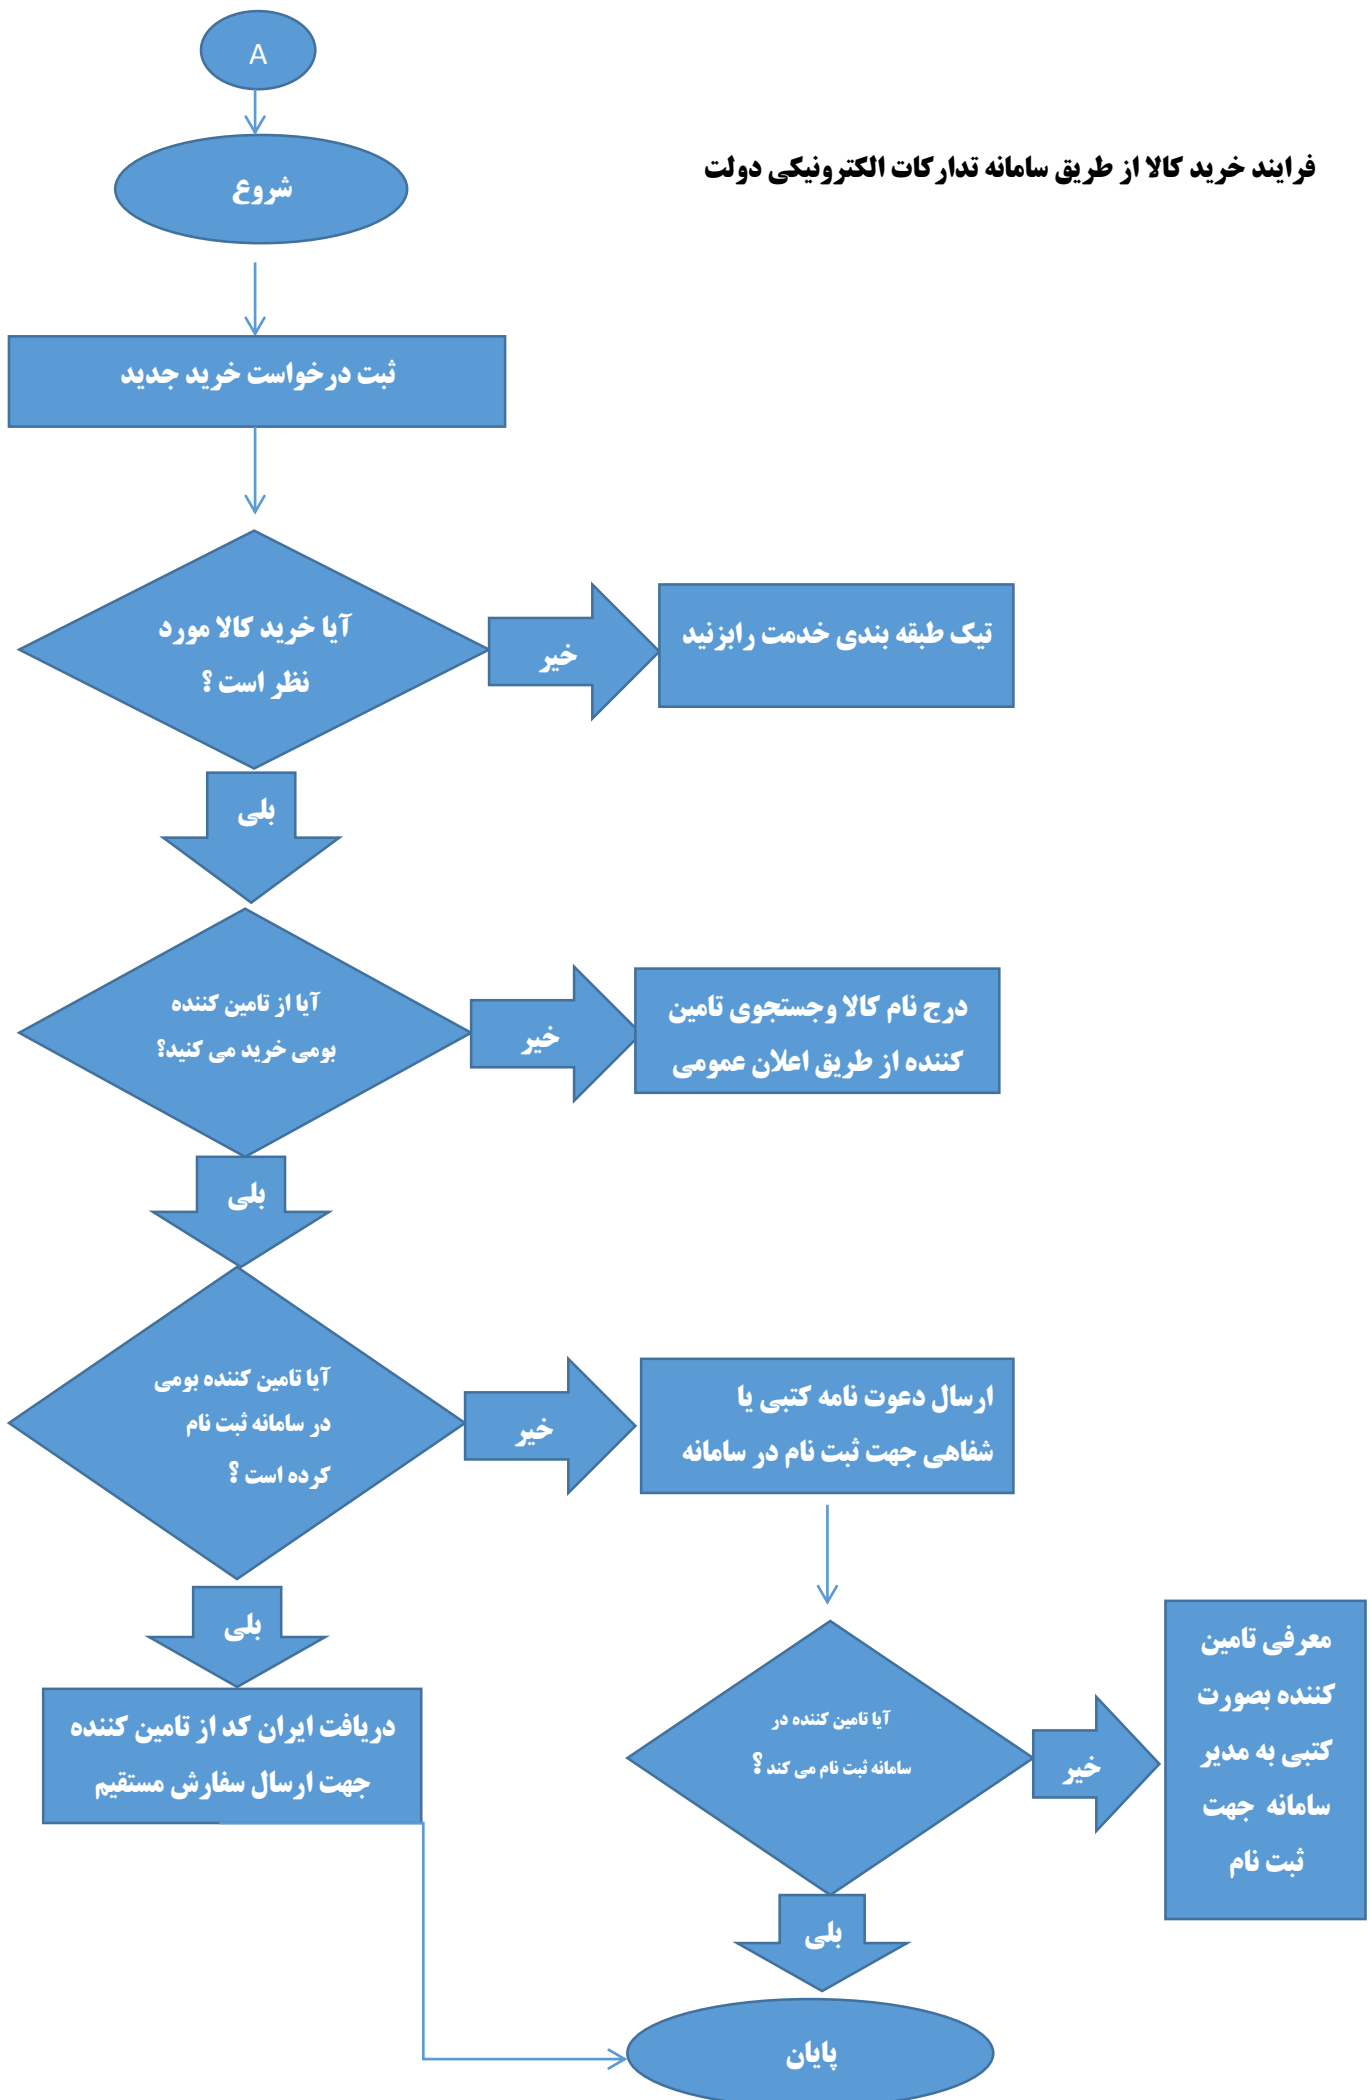 A
شروع
فرایند خرید کالا از طریق سامانه تدارکات الکترونیکی دولت
ثبت درخواست خرید جدید
آیا خرید کالا مورد
نظر است ؟
خیر
تیک طبقه بندی خدمت رابزنید
بلی
آیا از تامین کننده
بومی خرید می کنید؟
خیر
درج نام کالا وجستجوی تامین
کننده از طریق اعلان عمومی
بلی
آیا تامین کننده بومی
در سامانه ثبت نام
کرده است ؟
خیر
ارسال دعوت نامه کتبی یا
شفاهی جهت ثبت نام در سامانه
بلی
دریافت ایران کد از تامین کننده
جهت ارسال سفارش مستقیم
آیا تامین کننده در
سامانه ثبت نام می کند ؟
خیر
معرفی تامین
کننده بصورت
کتبی به مدیر
سامانه جهت
ثبت نام
بلی
پایان